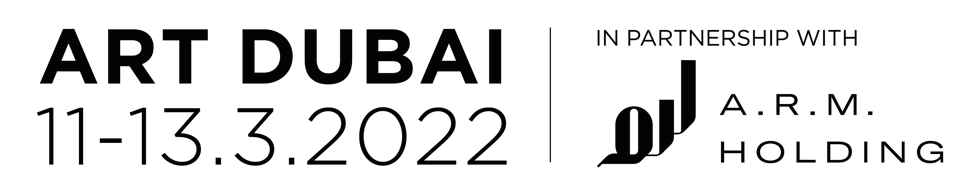 ART DUBAI
11-13.3.2022
IN PARTNERSHIP WITH
A.R.M.
HOLDING